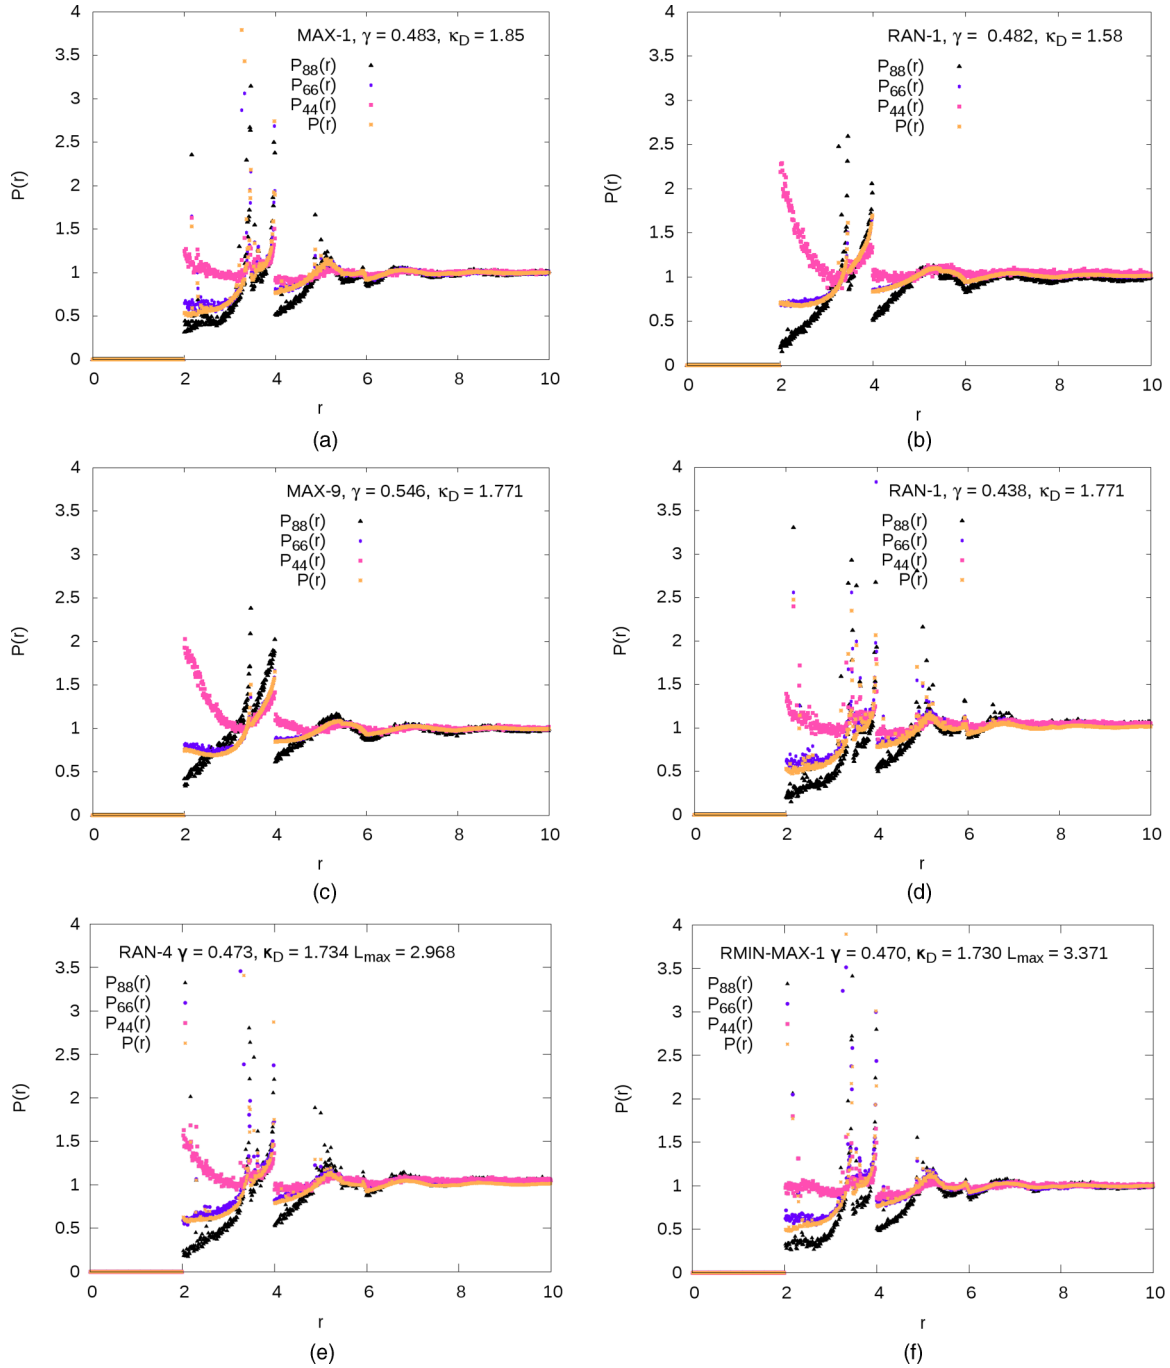 MAX-1, γ = 0.483, κD = 1.85
P88(r)
P66(r)
P44(r)
P(r)
P(r)
4
3.5
3
2.5
2
1.5
1
0.5
0
0 2 4 6 8 10
r
(a)
RAN-1, γ = 0.482, κD = 1.58
P88(r)
P66(r)
P44(r)
P(r)
P(r)
4
3.5
3
2.5
2
1.5
1
0.5
0
0 2 4 6 8 10
r
(b)
MAX-9, γ = 0.546, κD = 1.771
P88(r)
P66(r)
P44(r)
P(r)
P(r)
4
3.5
3
2.5
2
1.5
1
0.5
0
0 2 4 6 8 10
r
(c)
RAN-1, γ = 0.438, κD = 1.771
P88(r)
P66(r)
P44(r)
P(r)
P(r)
4
3.5
3
2.5
2
1.5
1
0.5
0
0 2 4 6 8 10
r
(d)
RAN-4 γ = 0.473, κD = 1.734 Lmax = 2.968
P88(r)
P66(r)
P44(r)
P(r)
P(r)
4
3.5
3
2.5
2
1.5
1
0.5
0
0 2 4 6 8 10
r
(e)
RMIN-MAX-1 γ = 0.470, κD = 1.730 Lmax = 3.371
P88(r)
P66(r)
P44(r)
P(r)
P(r)
4
3.5
3
2.5
2
1.5
1
0.5
0
0 2 4 6 8 10
r
(f)